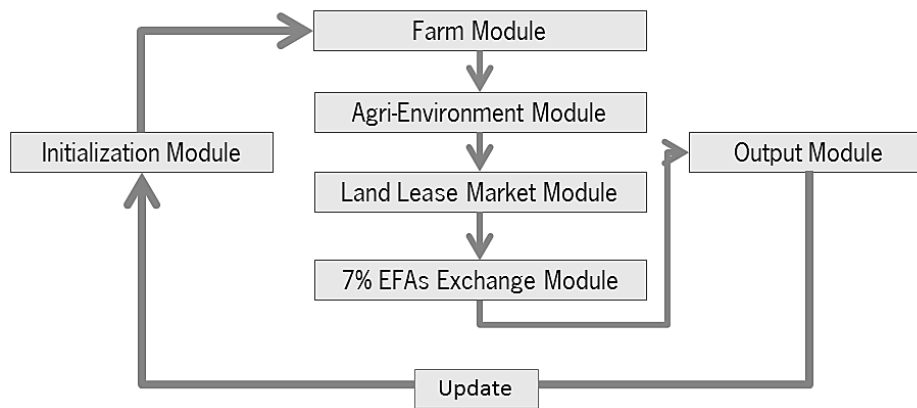 Farm Module
Agri-Environment Module
Initialization Module
Output Module
Land Lease Market Module
7% EFAs Exchange Module
Update